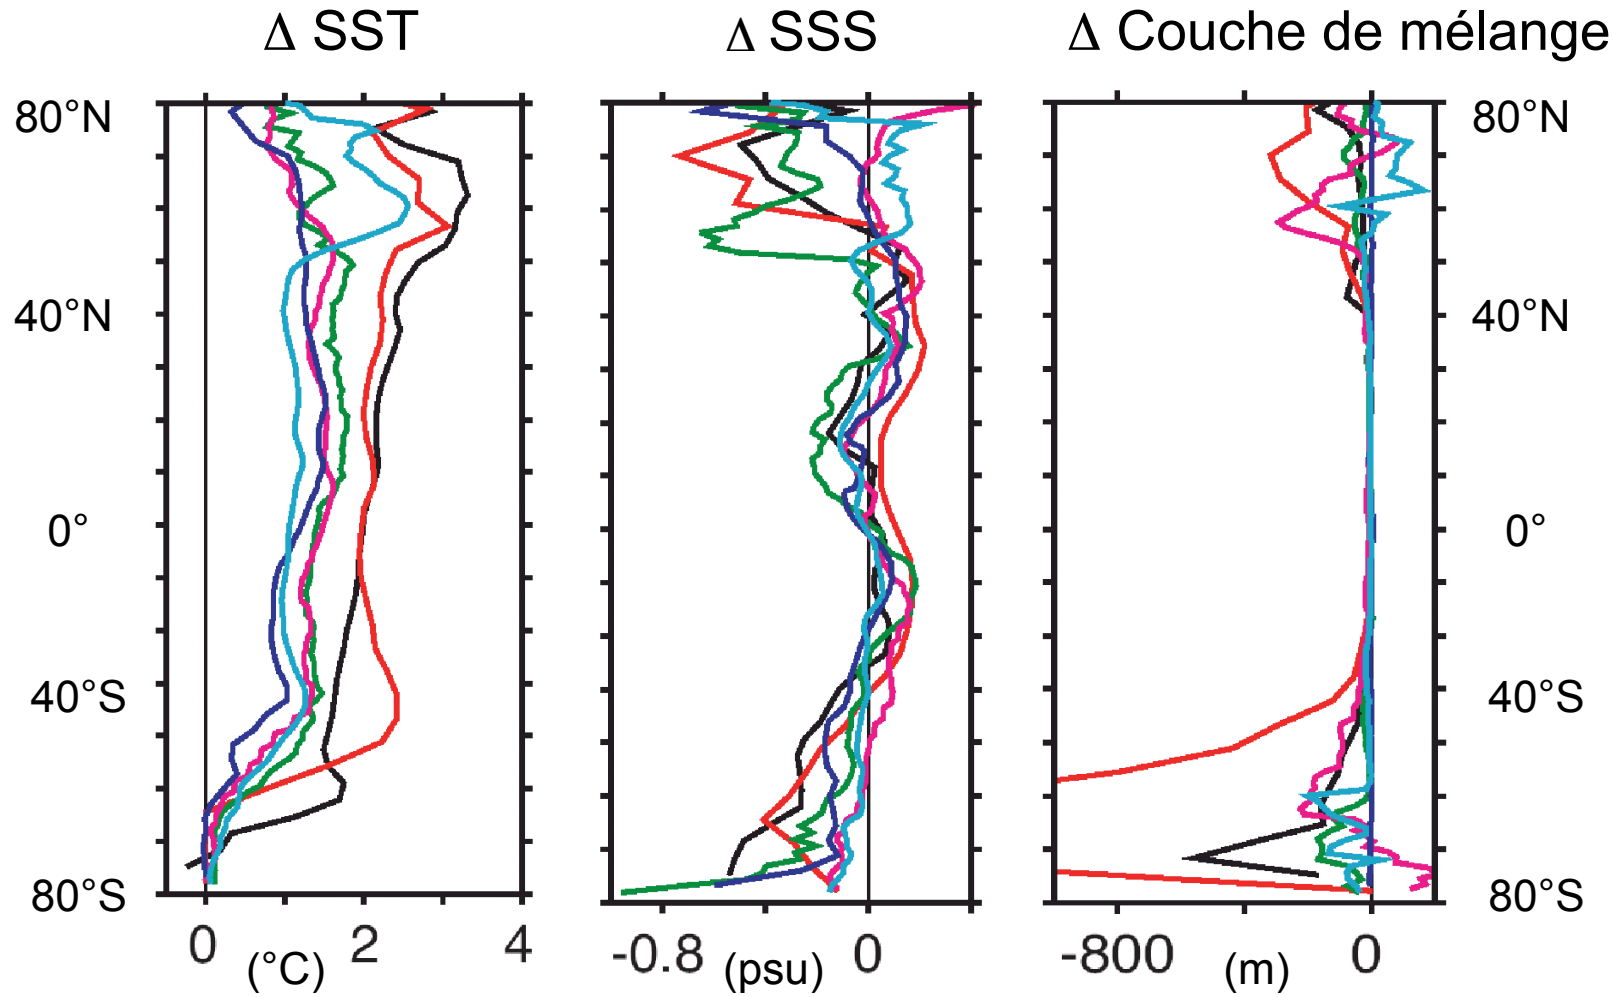 Δ SST
Δ SSS
Δ Couche de mélange
80°N
40°N
0°
40°S
80°S
80°N
40°N
0°
40°S
80°S
0 2 4
(°C)
-0.8 0
(psu)
-800 0
(m)